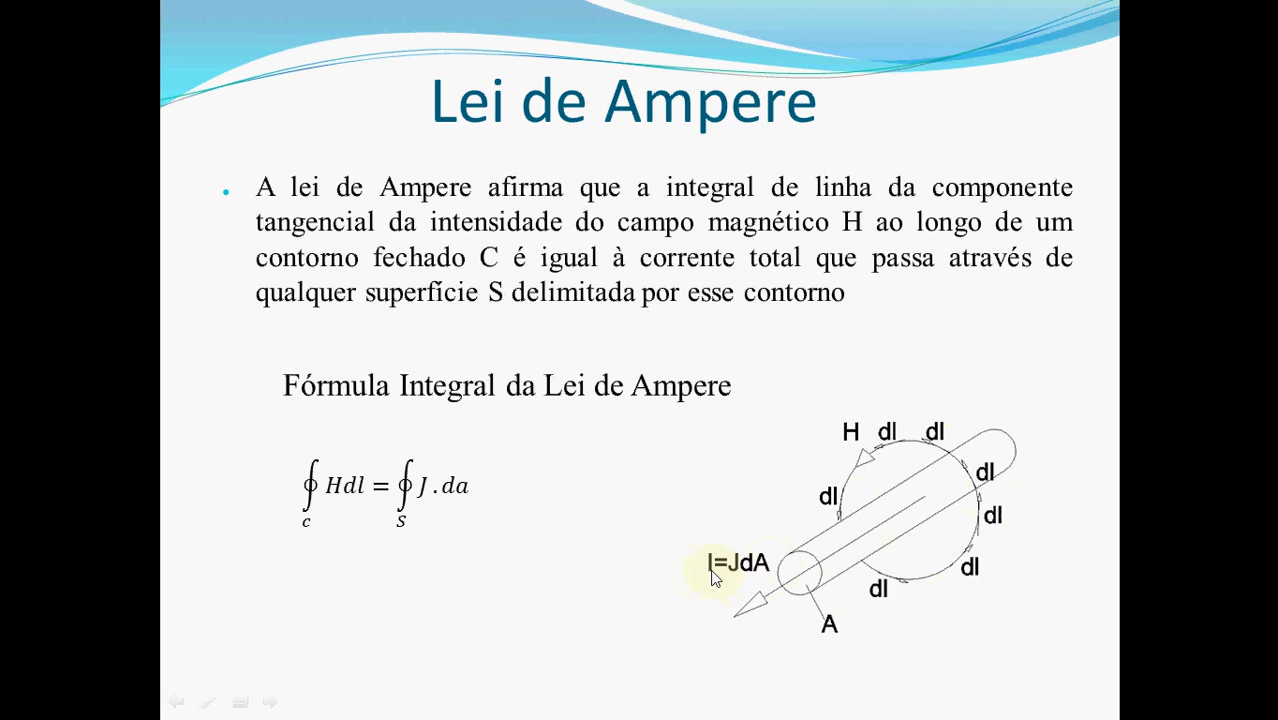 Lei de Ampere
• A lei de Ampere afirma que a integral de linha da componente
tangencial da intensidade do campo magnético H ao longo de um
contorno fechado C é igual à corrente total que passa através de
qualquer superfície S delimitada por esse contorno
Fórmula Integral da Lei de Ampere
∮c Hdl = ∮S J . da
H dl dl
dl
dl
dl
dl
dl
I=JdA
A